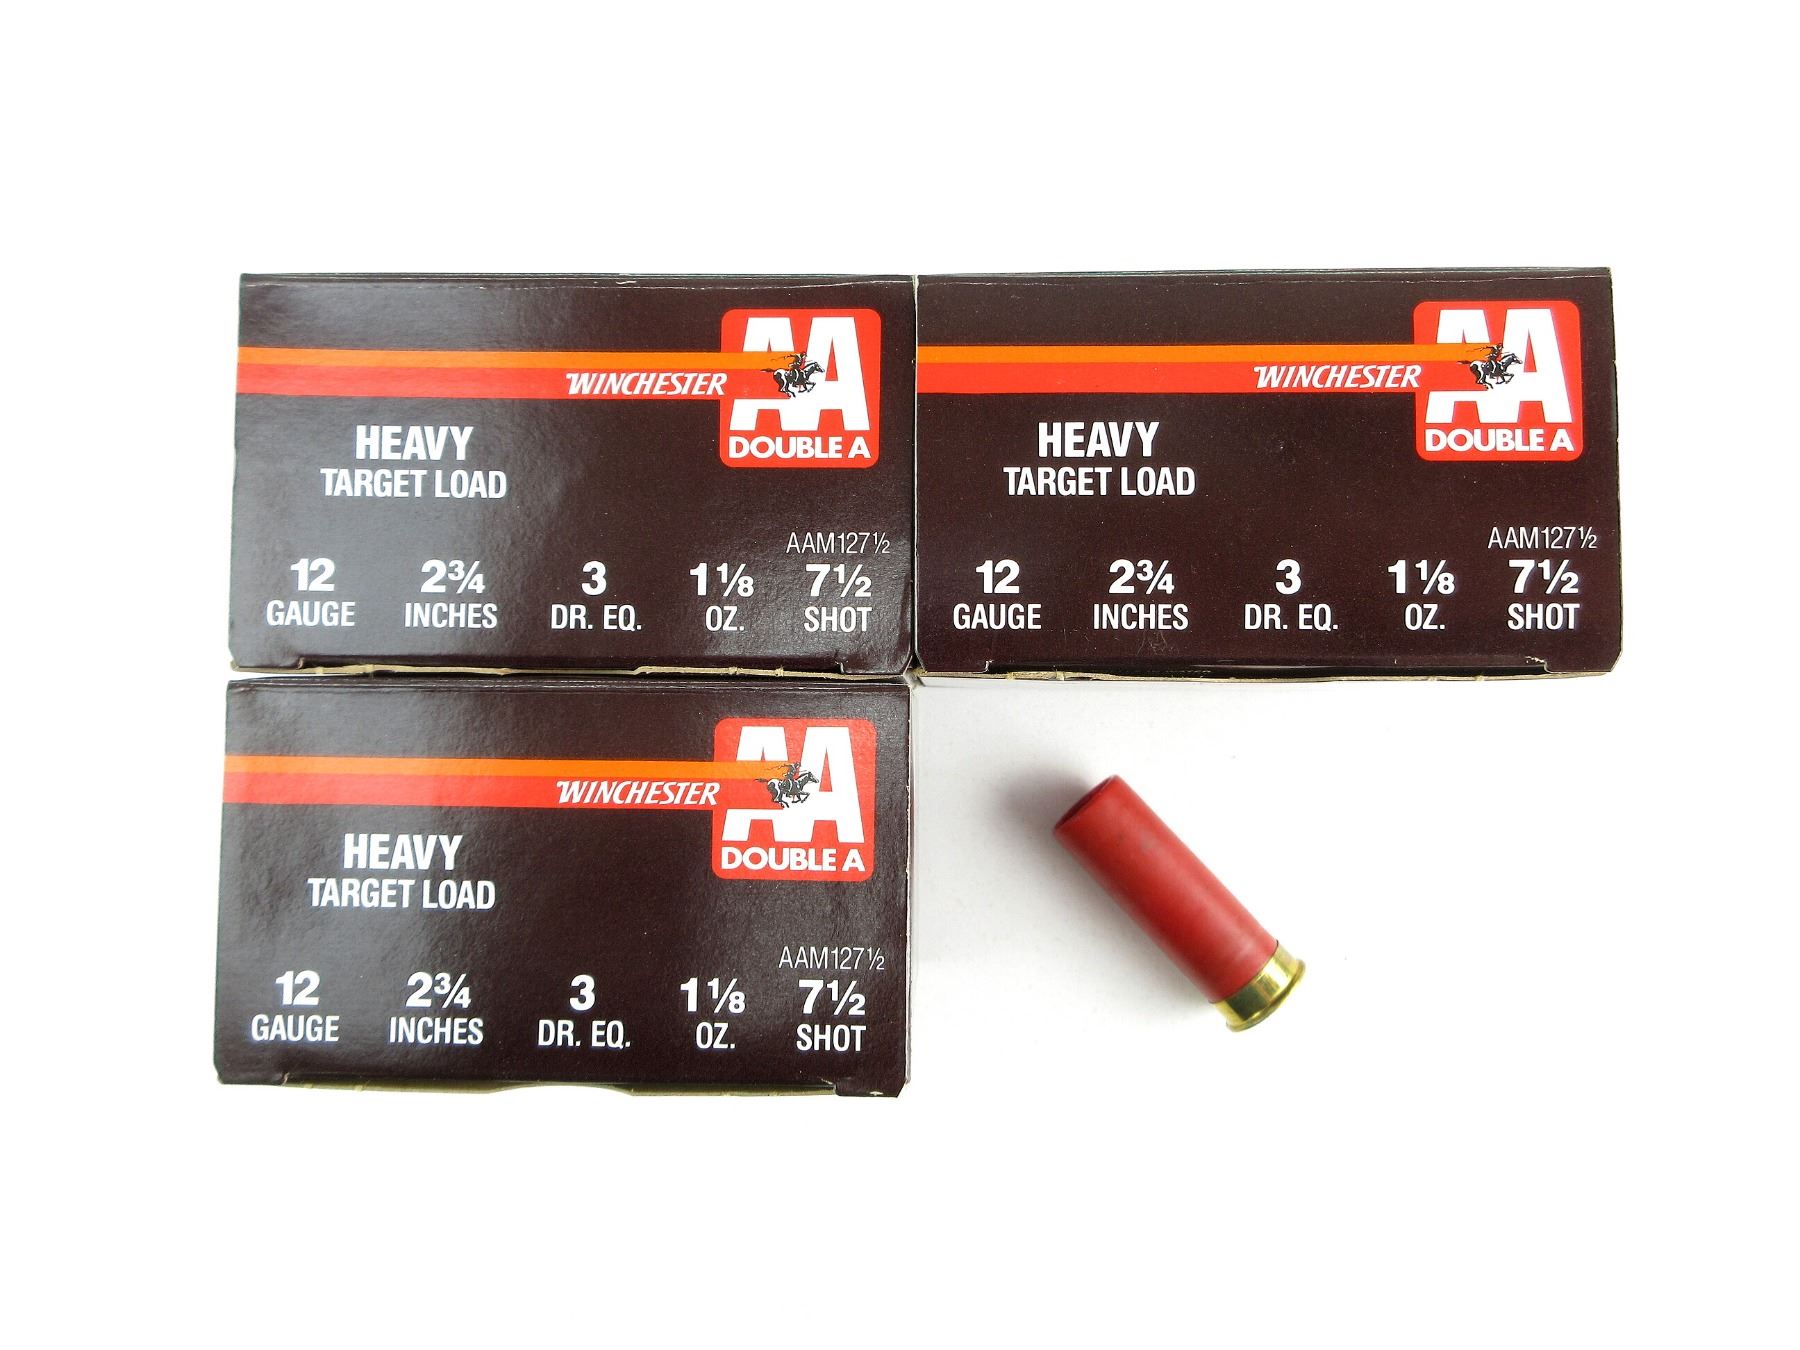 AA
WINCHESTER
DOUBLE A
HEAVY
TARGET LOAD
AAM127½
12 2¾ 3 1⅛ 7½
GAUGE INCHES DR. EQ. OZ. SHOT
AA
WINCHESTER
DOUBLE A
HEAVY
TARGET LOAD
AAM127½
12 2¾ 3 1⅛ 7½
GAUGE INCHES DR. EQ. OZ. SHOT
AA
WINCHESTER
DOUBLE A
HEAVY
TARGET LOAD
AAM127½
12 2¾ 3 1⅛ 7½
GAUGE INCHES DR. EQ. OZ. SHOT